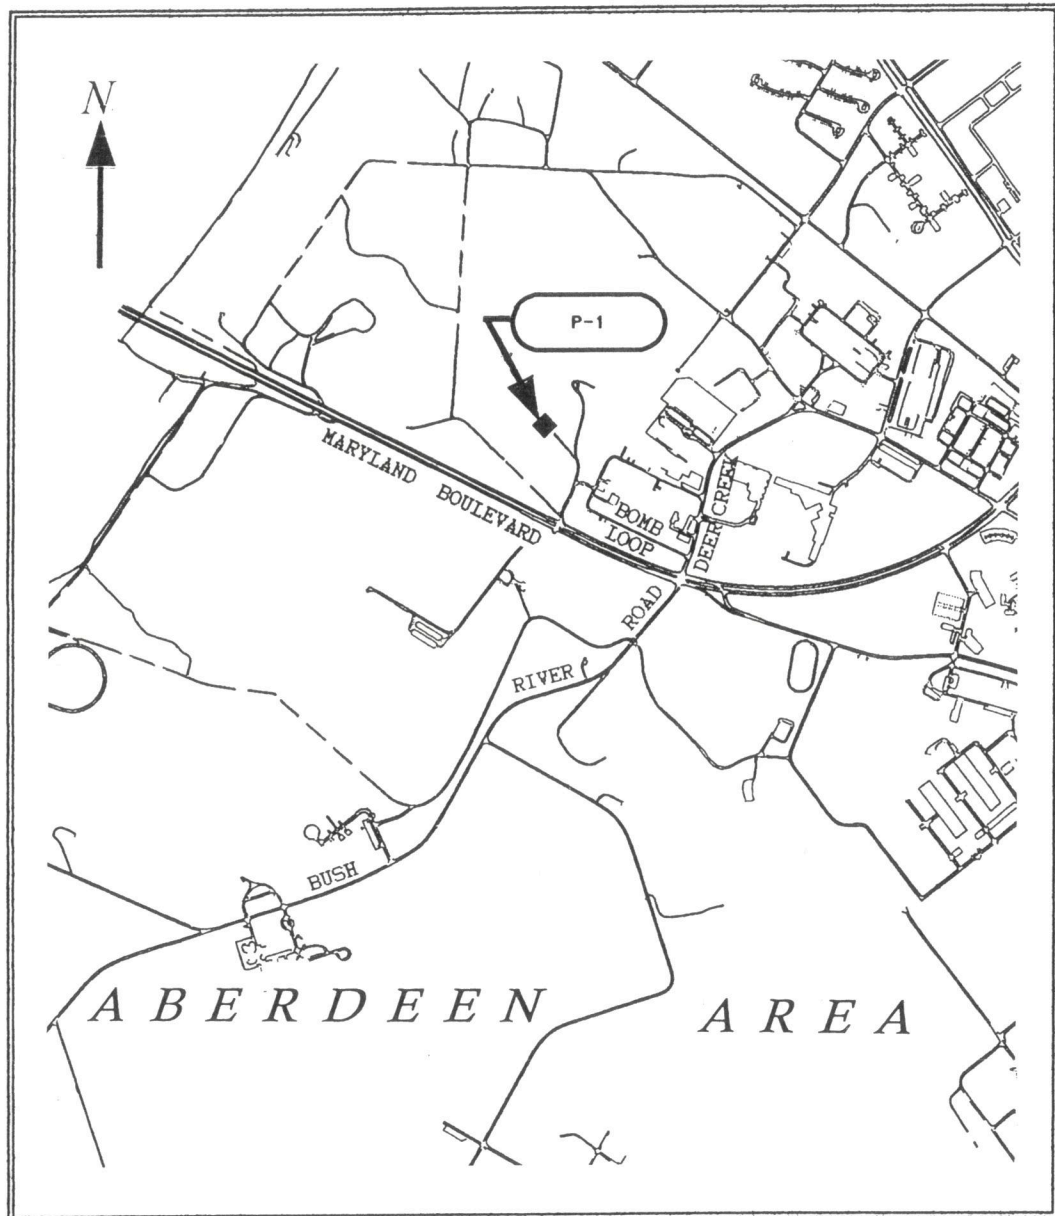 N
P-1
MARYLAND BOULEVARD
BOMB
LOOP
DEER CREEK
BUSH RIVER ROAD
ABERDEEN AREA